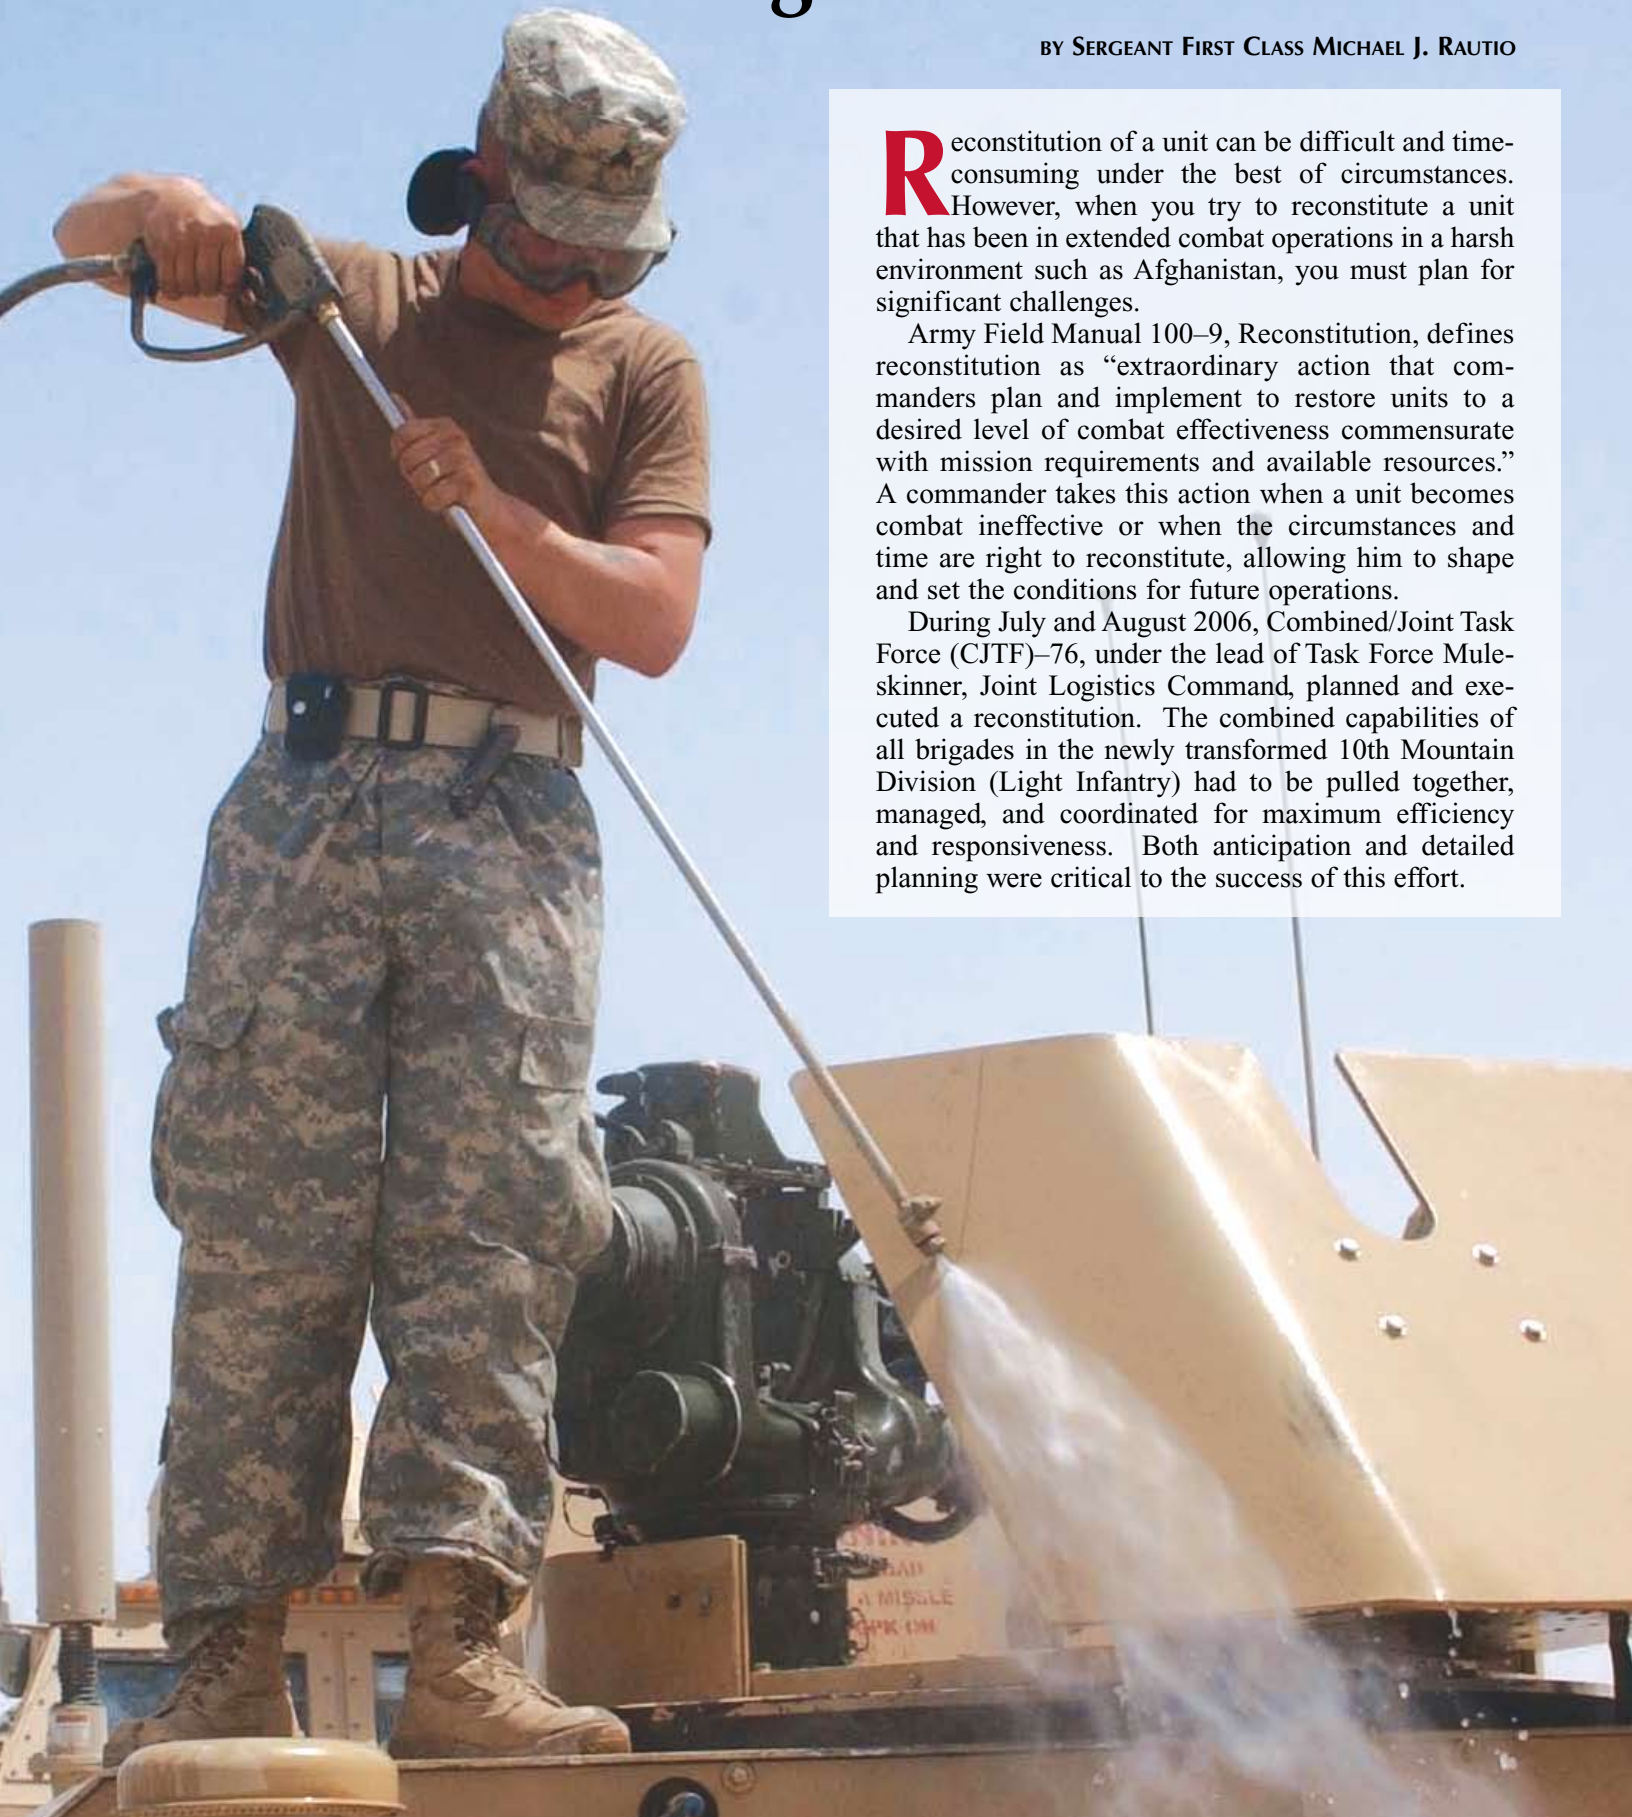 BY SERGEANT FIRST CLASS MICHAEL J. RAUTIO
Reconstitution of a unit can be difficult and time-
consuming under the best of circumstances.
However, when you try to reconstitute a unit
that has been in extended combat operations in a harsh
environment such as Afghanistan, you must plan for
significant challenges.
Army Field Manual 100–9, Reconstitution, defines
reconstitution as “extraordinary action that com-
manders plan and implement to restore units to a
desired level of combat effectiveness commensurate
with mission requirements and available resources.”
A commander takes this action when a unit becomes
combat ineffective or when the circumstances and
time are right to reconstitute, allowing him to shape
and set the conditions for future operations.
During July and August 2006, Combined/Joint Task
Force (CJTF)–76, under the lead of Task Force Mule-
skinner, Joint Logistics Command, planned and exe-
cuted a reconstitution. The combined capabilities of
all brigades in the newly transformed 10th Mountain
Division (Light Infantry) had to be pulled together,
managed, and coordinated for maximum efficiency
and responsiveness. Both anticipation and detailed
planning were critical to the success of this effort.
MISSLE